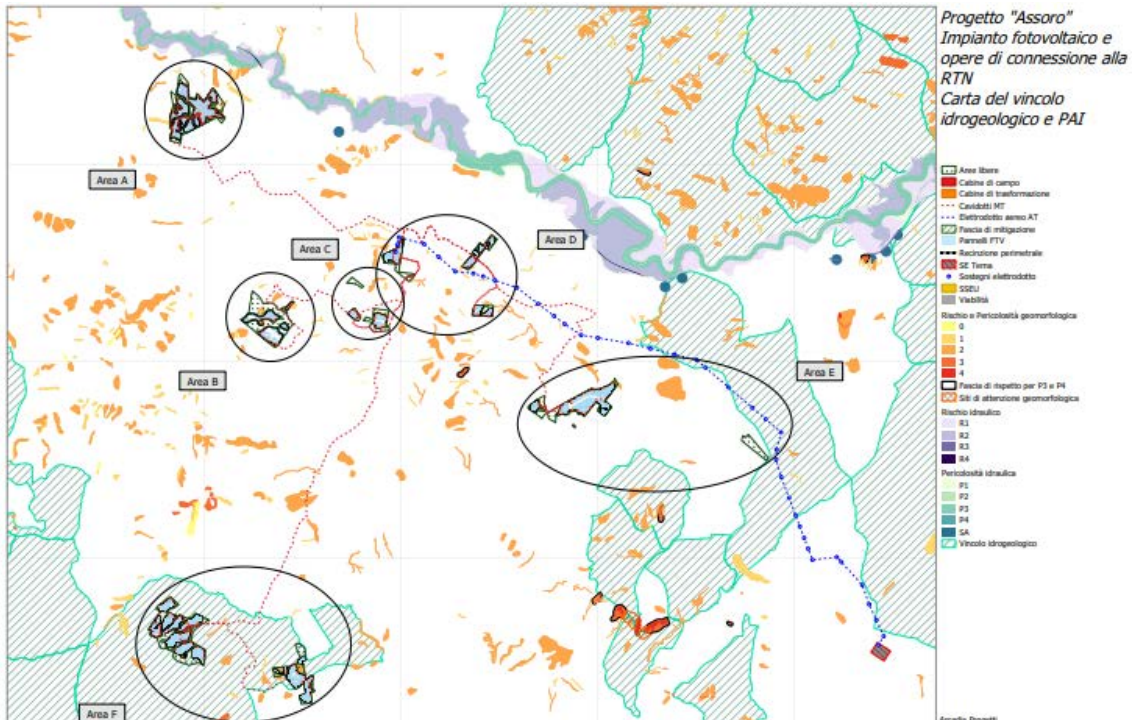 Progetto "Assoro"
Impianto fotovoltaico e
opere di connessione alla
RTN
Carta del vincolo
idrogeologico e PAI
Aree libere
Cabine di campo
Cabine di trasformazione
Cavidotti MT
Elettrodotto aereo AT
Fascia di mitigazione
Pannelli FTV
Recinzione perimetrale
SE Terna
Sostegni elettrodotto
SSEU
Viabilità
Rischio e Pericolosità geomorfologica
0
1
2
3
4
Fascia di rispetto per P3 e P4
Siti di attenzione geomorfologica
Rischio idraulico
R1
R2
R3
R4
Pericolosità idraulica
P1
P2
P3
P4
SA
Vincolo idrogeologico
Area A
Area C
Area D
Area B
Area E
Area F